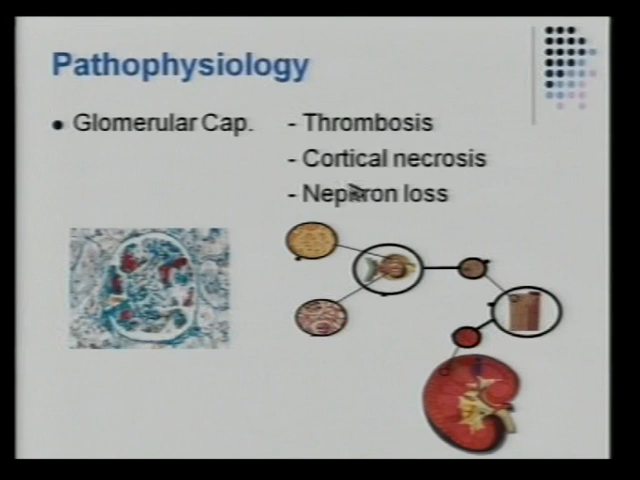 Pathophysiology
• Glomerular Cap. - Thrombosis
- Cortical necrosis
- Nephron loss